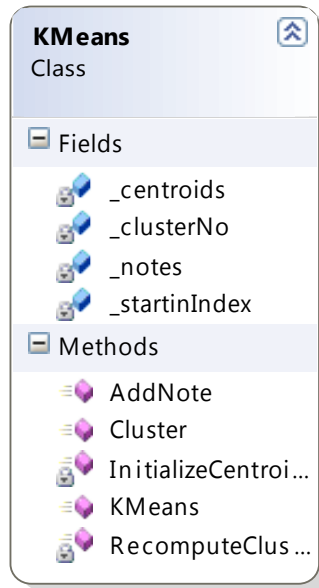 KMeans
Class
Fields
_centroids
_clusterNo
_notes
_startinIndex
Methods
AddNote
Cluster
InitializeCentroi...
KMeans
RecomputeClus...